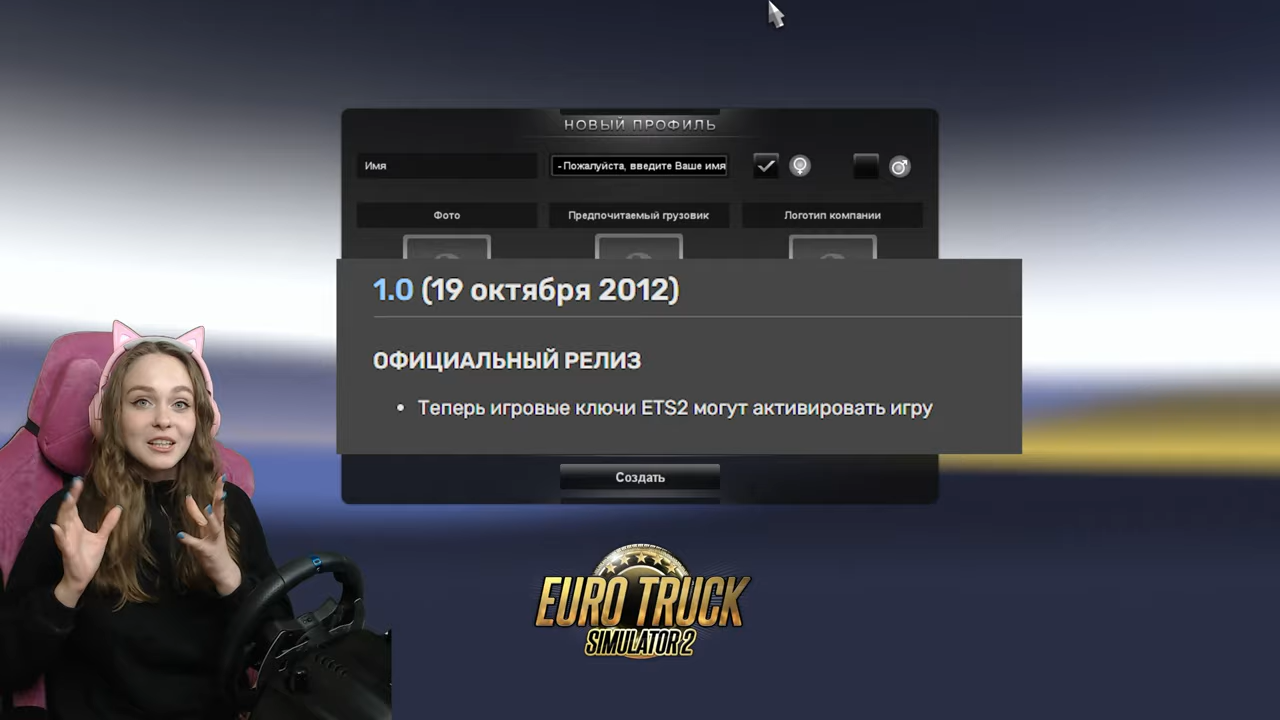 НОВЫЙ ПРОФИЛЬ
Имя
- Пожалуйста, введите Ваше имя
Фото
Предпочитаемый грузовик
Логотип компании
1.0 (19 октября 2012)
ОФИЦИАЛЬНЫЙ РЕЛИЗ
• Теперь игровые ключи ETS2 могут активировать игру
Создать
EURO TRUCK
SIMULATOR 2